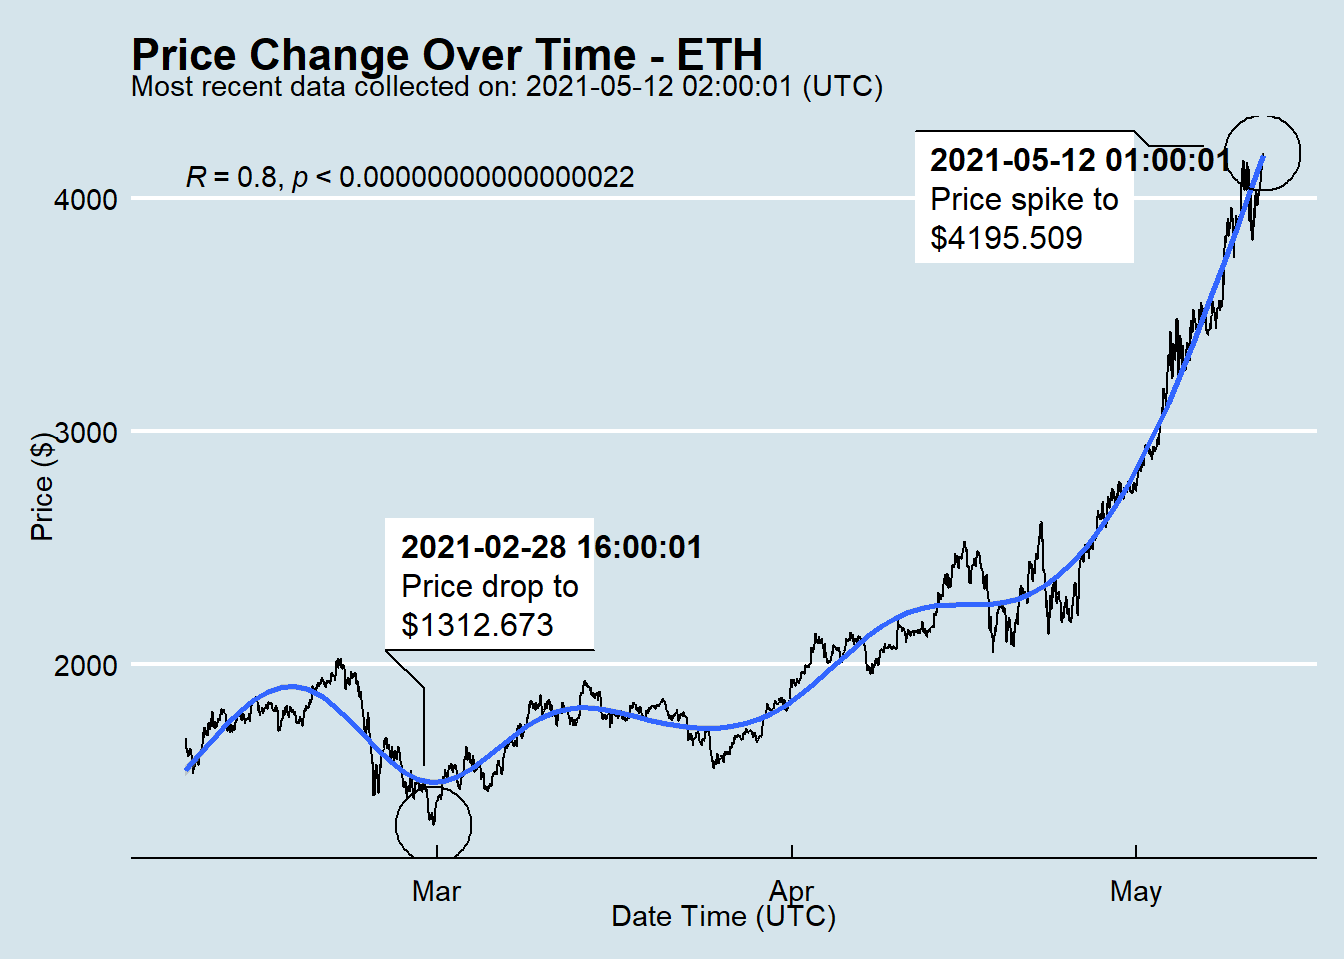 Price Change Over Time - ETH
Most recent data collected on: 2021-05-12 02:00:01 (UTC)
R = 0.8, p < 0.00000000000000022
2021-05-12 01:00:01
Price spike to
$4195.509
4000
3000
2000
Price ($)
2021-02-28 16:00:01
Price drop to
$1312.673
Mar
Apr
May
Date Time (UTC)